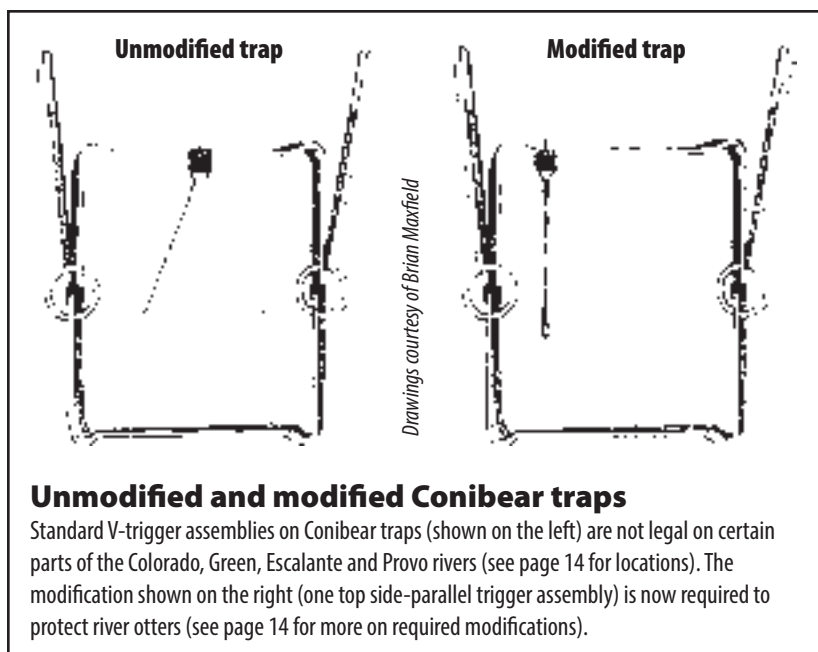 Unmodified trap
Modified trap
Drawings courtesy of Brian Maxfield
Unmodified and modified Conibear traps
Standard V-trigger assemblies on Conibear traps (shown on the left) are not legal on certain
parts of the Colorado, Green, Escalante and Provo rivers (see page 14 for locations). The
modification shown on the right (one top side-parallel trigger assembly) is now required to
protect river otters (see page 14 for more on required modifications).